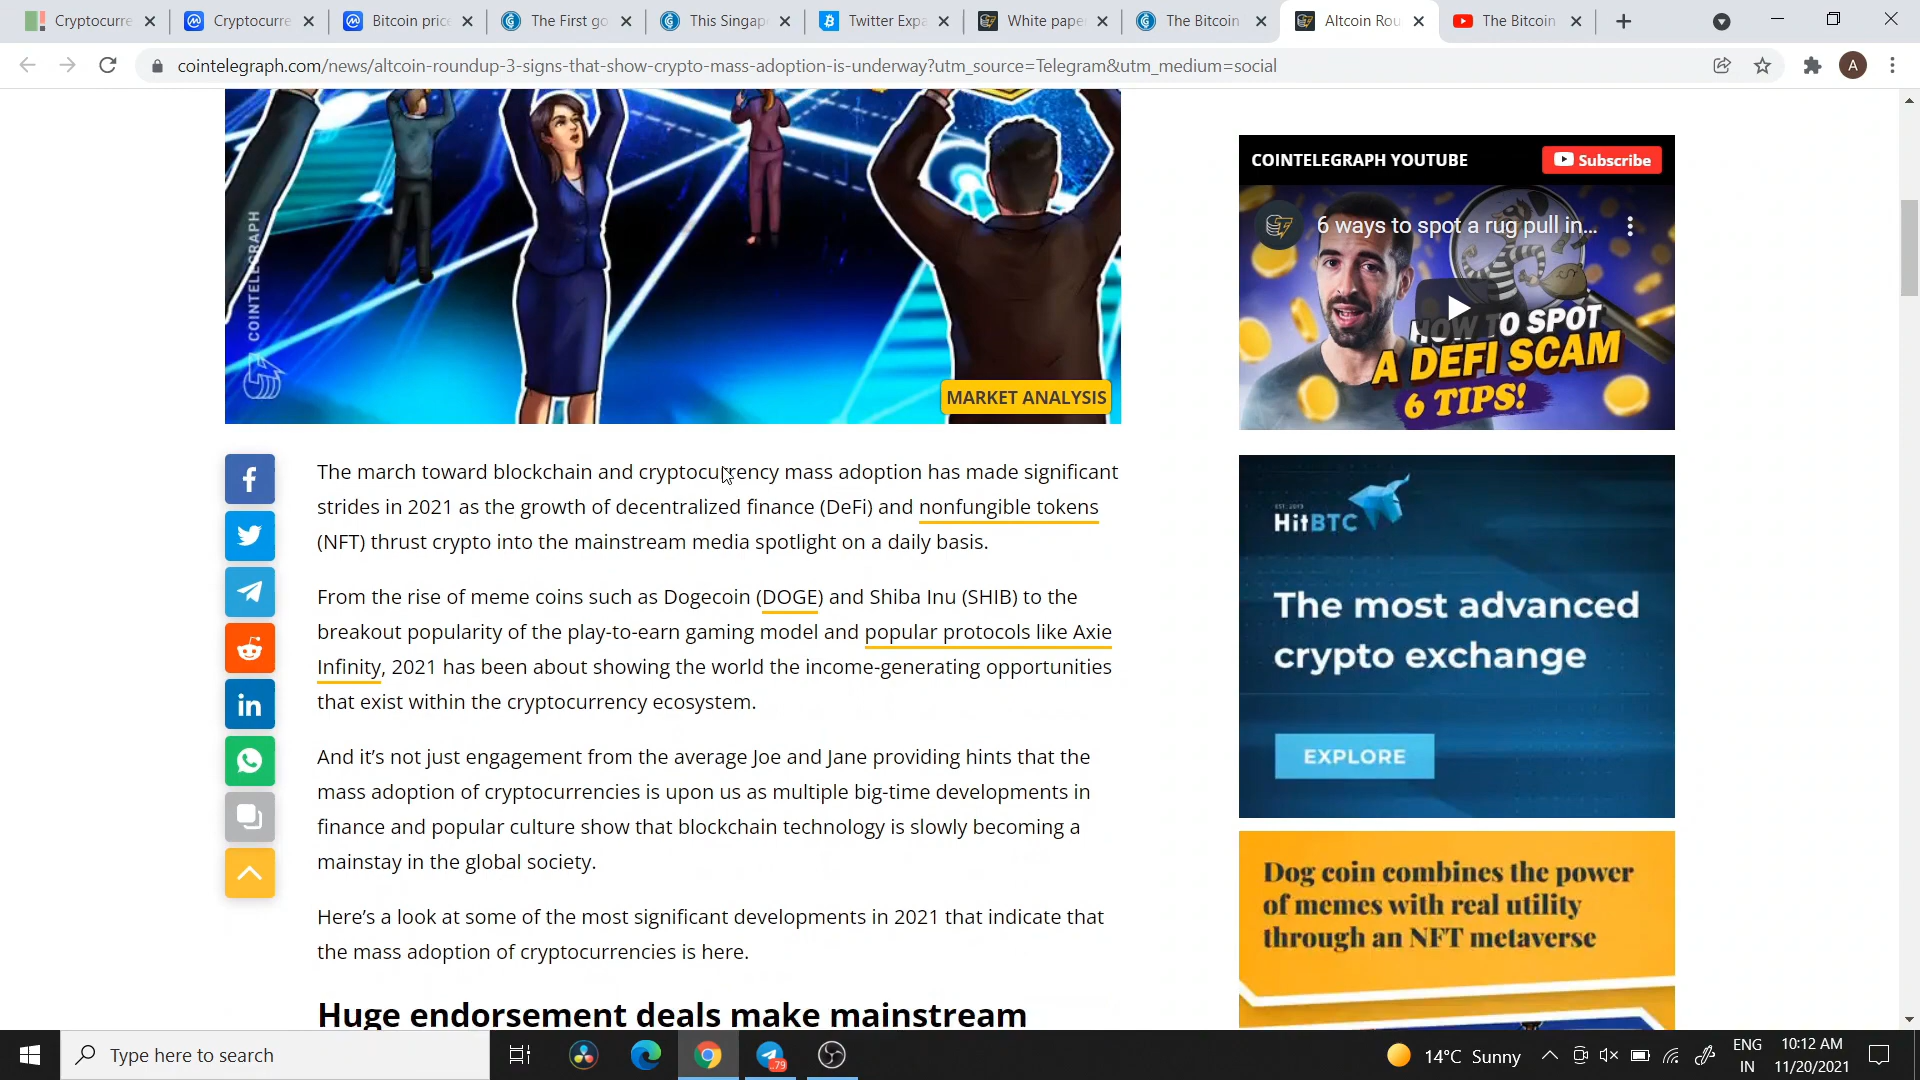 Cryptocurre
Cryptocurre
Bitcoin price
The First go
This Singap
Twitter Expa
White pape
The Bitcoin
Altcoin Rou
The Bitcoin
cointelegraph.com/news/altcoin-roundup-3-signs-that-show-crypto-mass-adoption-is-underway?utm_source=Telegram&utm_medium=social
A
COINTELEGRAPH
MARKET ANALYSIS
The march toward blockchain and cryptocurrency mass adoption has made significant
strides in 2021 as the growth of decentralized finance (DeFi) and nonfungible tokens
(NFT) thrust crypto into the mainstream media spotlight on a daily basis.
From the rise of meme coins such as Dogecoin (DOGE) and Shiba Inu (SHIB) to the
breakout popularity of the play-to-earn gaming model and popular protocols like Axie
Infinity, 2021 has been about showing the world the income-generating opportunities
that exist within the cryptocurrency ecosystem.
And it’s not just engagement from the average Joe and Jane providing hints that the
mass adoption of cryptocurrencies is upon us as multiple big-time developments in
finance and popular culture show that blockchain technology is slowly becoming a
mainstay in the global society.
Here’s a look at some of the most significant developments in 2021 that indicate that
the mass adoption of cryptocurrencies is here.
Huge endorsement deals make mainstream
COINTELEGRAPH YOUTUBE
Subscribe
6 ways to spot a rug pull in...
HOW TO SPOT
A DEFI SCAM
6 TIPS!
EST. 2013
HitBTC
The most advanced
crypto exchange
EXPLORE
Dog coin combines the power
of memes with real utility
through an NFT metaverse
Type here to search
..79
14°C Sunny
ENG
IN
10:12 AM
11/20/2021